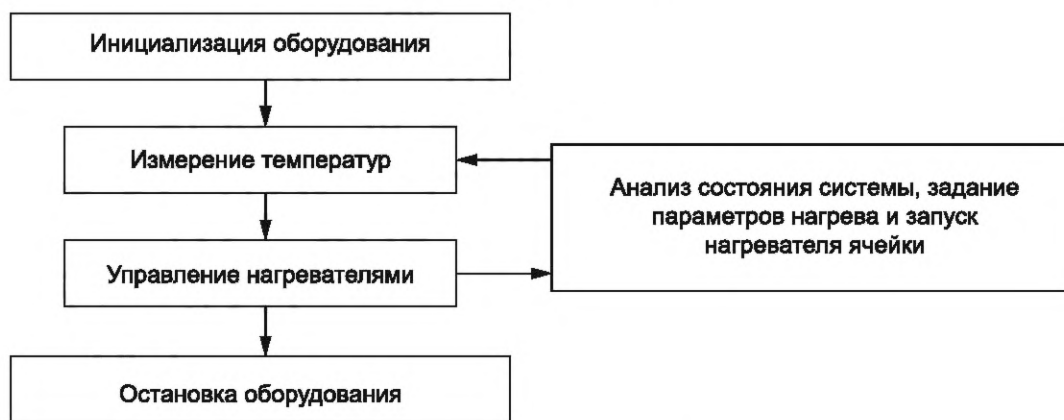 Инициализация оборудования
Измерение температур
Анализ состояния системы, задание
параметров нагрева и запуск
нагревателя ячейки
Управление нагревателями
Остановка оборудования